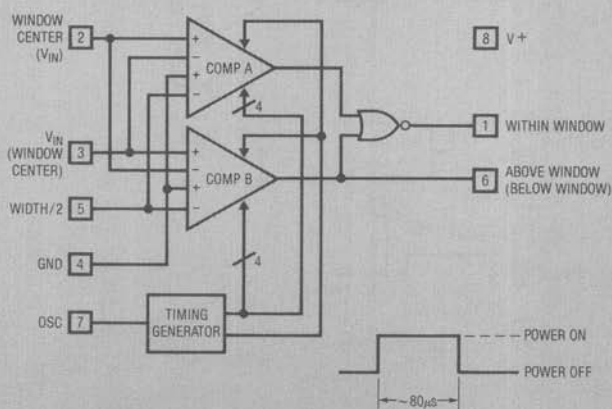 WINDOW
CENTER
(VIN)
2
+
−
+
−
COMP A
4
8
V+
1
WITHIN WINDOW
VIN
(WINDOW
CENTER)
3
+
−
+
−
COMP B
6
ABOVE WINDOW
(BELOW WINDOW)
WIDTH/2
5
4
GND
4
OSC
7
TIMING
GENERATOR
POWER ON
POWER OFF
~80µs